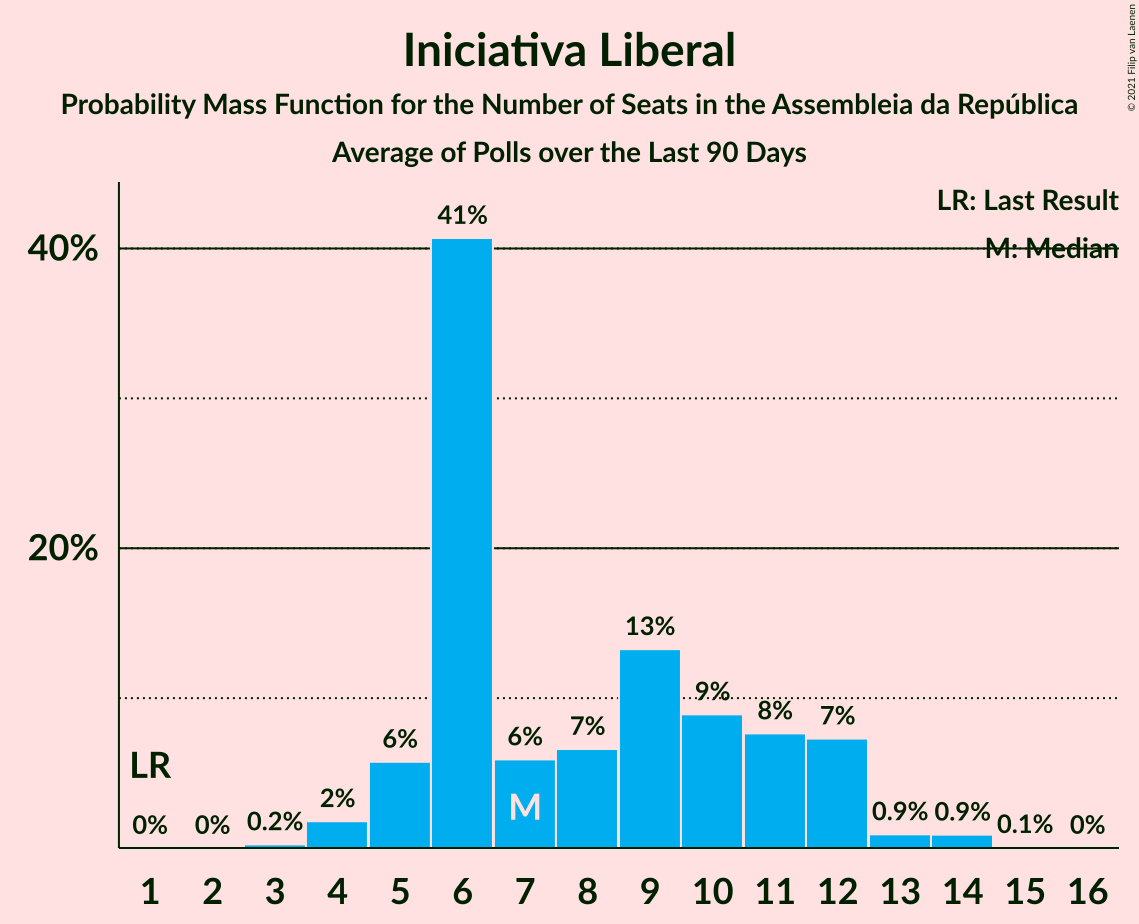 Iniciativa Liberal
Probability Mass Function for the Number of Seats in the Assembleia da República
Average of Polls over the Last 90 Days
© 2021 Filip van Laenen
LR: Last Result
M: Median
40%
20%
LR
M
0% 0% 0.2% 2% 6% 41% 6% 7% 13% 9% 8% 7% 0.9% 0.9% 0.1% 0%
1 2 3 4 5 6 7 8 9 10 11 12 13 14 15 16